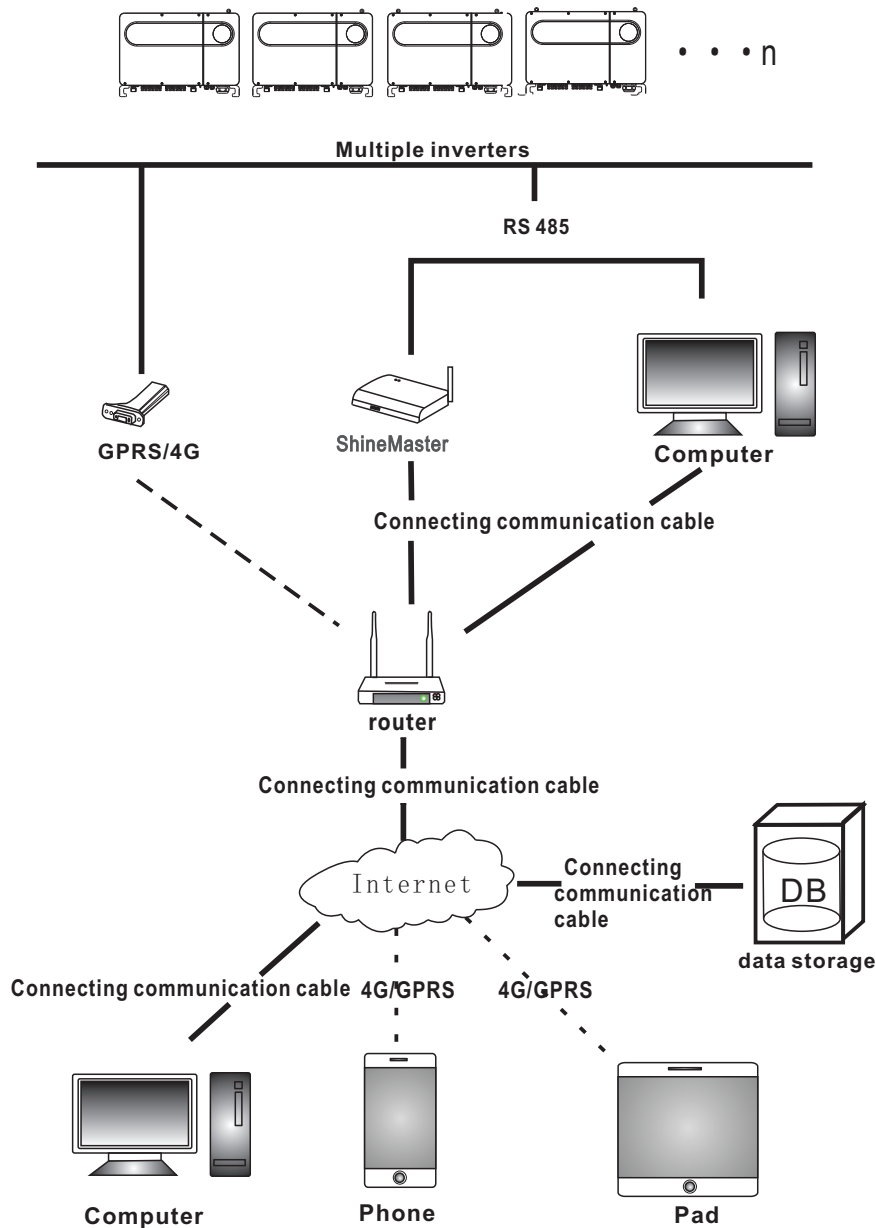 · · · n
Multiple inverters
RS 485
GPRS/4G
ShineMaster
Computer
Connecting communication cable
router
Connecting communication cable
Internet
Connecting
communication
cable
DB
data storage
Connecting communication cable
4G/GPRS
4G/GPRS
Computer
Phone
Pad